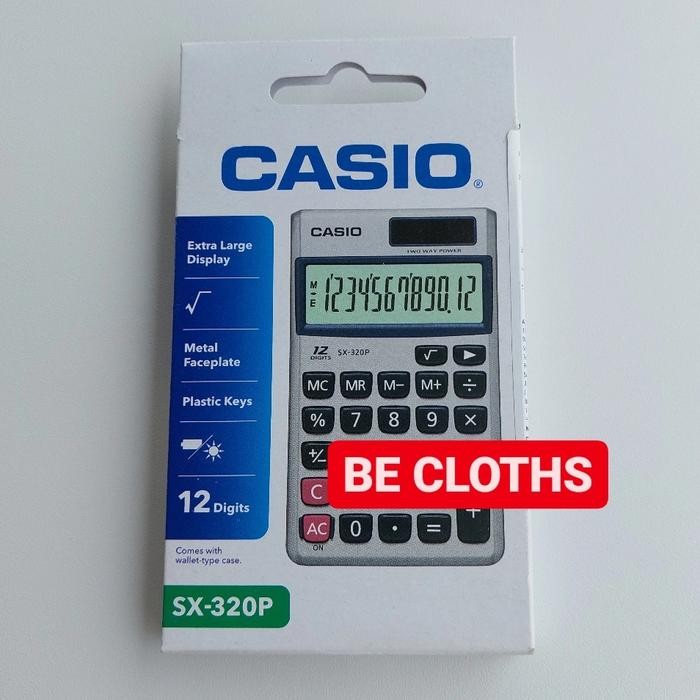 CASIO®
Extra Large
Display
√
Metal
Faceplate
Plastic Keys
12 Digits
Comes with
wallet-type case.
SX-320P
CASIO
TWO WAY POWER
M
E
1234567890.12
12
DIGITS
SX-320P
√ ▶
MC MR M− M+ ÷
% 7 8 9 ×
+/−
C
BE CLOTHS
+
AC 0 · =
ON